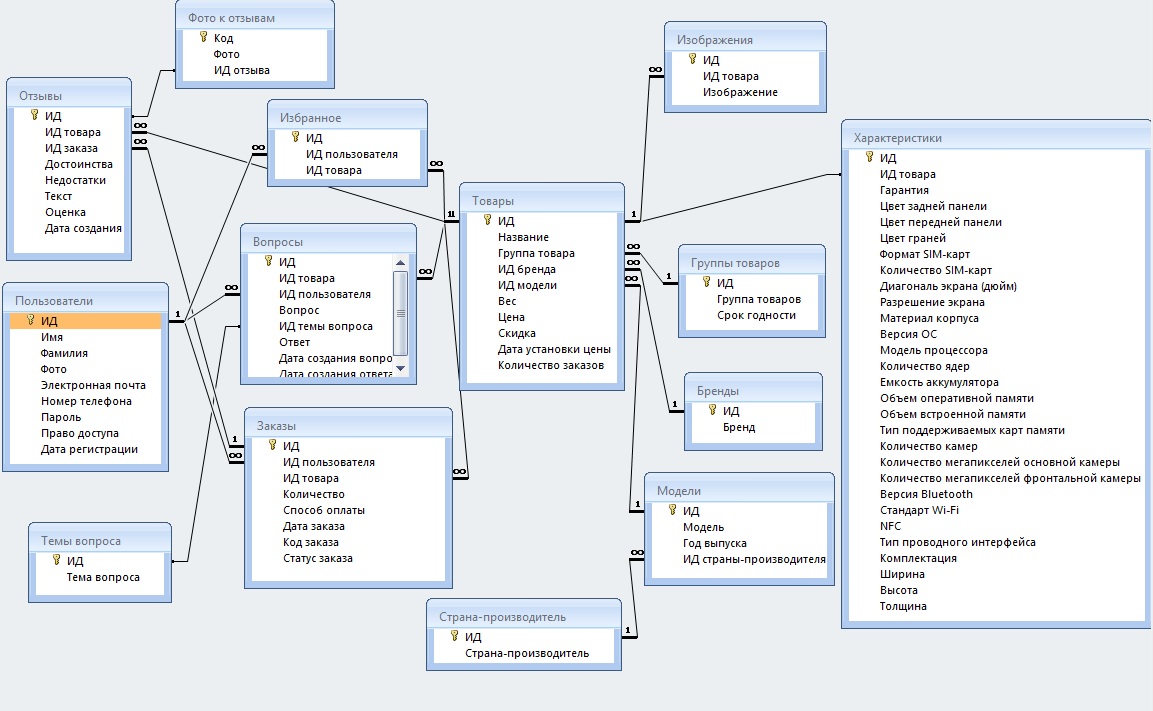 Фото к отзывам
Код
Фото
ИД отзыва
Отзывы
ИД
ИД товара
ИД заказа
Достоинства
Недостатки
Текст
Оценка
Дата создания
Избранное
ИД
ИД пользователя
ИД товара
Изображения
ИД
ИД товара
Изображение
Товары
ИД
Название
Группа товара
ИД бренда
ИД модели
Вес
Цена
Скидка
Дата установки цены
Количество заказов
Вопросы
ИД
ИД товара
ИД пользователя
Вопрос
ИД темы вопроса
Ответ
Дата создания вопро
Дата создания ответа
Пользователи
ИД
Имя
Фамилия
Фото
Электронная почта
Номер телефона
Пароль
Право доступа
Дата регистрации
Группы товаров
ИД
Группа товаров
Срок годности
Бренды
ИД
Бренд
Заказы
ИД
ИД пользователя
ИД товара
Количество
Способ оплаты
Дата заказа
Код заказа
Статус заказа
Модели
ИД
Модель
Год выпуска
ИД страны-производителя
Темы вопроса
ИД
Тема вопроса
Страна-производитель
ИД
Страна-производитель
Характеристики
ИД
ИД товара
Гарантия
Цвет задней панели
Цвет передней панели
Цвет граней
Формат SIM-карт
Количество SIM-карт
Диагональ экрана (дюйм)
Разрешение экрана
Материал корпуса
Версия ОС
Модель процессора
Количество ядер
Емкость аккумулятора
Объем оперативной памяти
Объем встроенной памяти
Тип поддерживаемых карт памяти
Количество камер
Количество мегапикселей основной камеры
Количество мегапикселей фронтальной камеры
Версия Bluetooth
Стандарт Wi-Fi
NFC
Тип проводного интерфейса
Комплектация
Ширина
Высота
Толщина